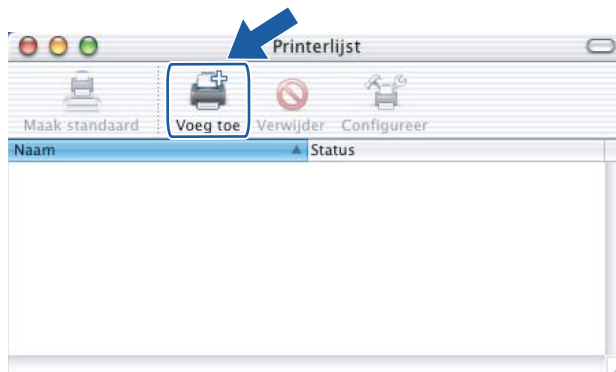 Printerlijst
Maak standaard Voeg toe Verwijder Configureer
Naam Status